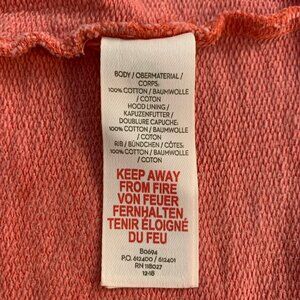 BODY / OBERMATERIAL /
CORPS:
100% COTTON / BAUMWOLLE
/ COTON
HOOD LINING /
KAPUZENFUTTER /
DOUBLURE CAPUCHE:
100% COTTON / BAUMWOLLE
/ COTON
RIB / BÜNDCHEN / CÔTES:
100% COTTON / BAUMWOLLE
/ COTON
KEEP AWAY
FROM FIRE
VON FEUER
FERNHALTEN
TENIR ÉLOIGNÉ
DU FEU
B0694
P.O. 612400 / 612401
RN 118027
12-18